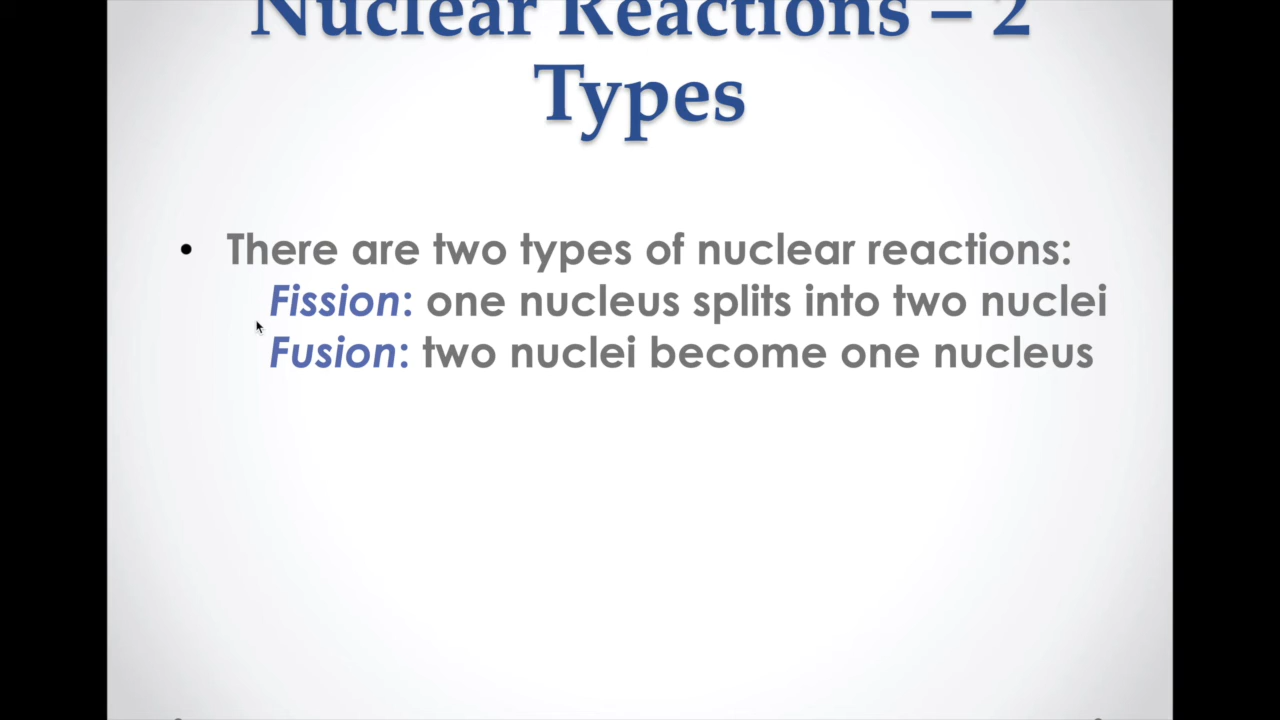 Nuclear Reactions – 2
Types
• There are two types of nuclear reactions:
Fission: one nucleus splits into two nuclei
Fusion: two nuclei become one nucleus